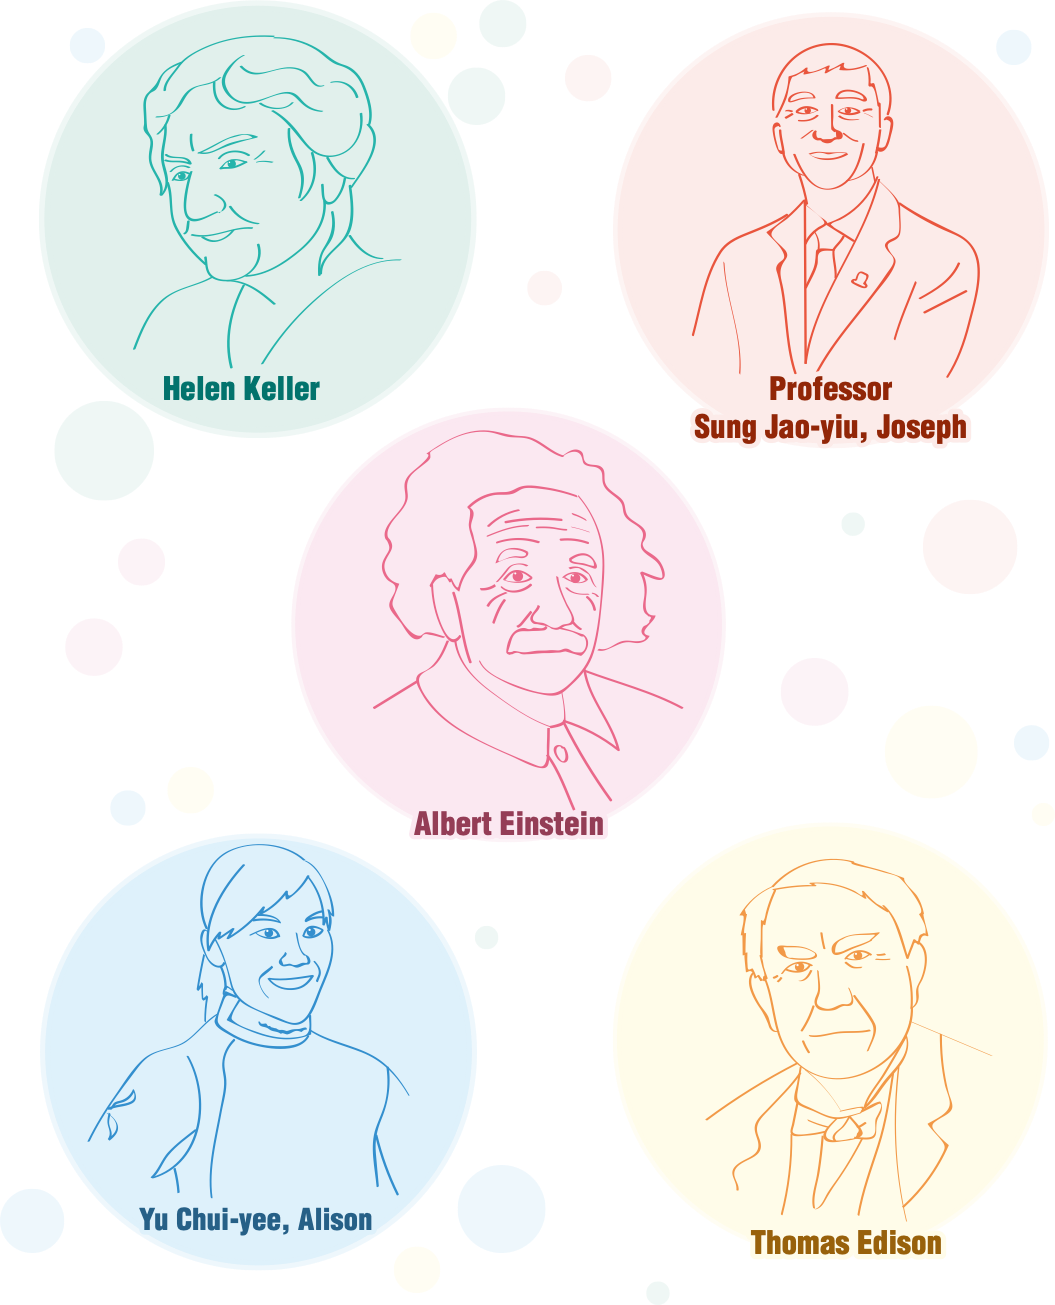 Helen Keller
Professor
Sung Jao-yiu, Joseph
Albert Einstein
Yu Chui-yee, Alison
Thomas Edison